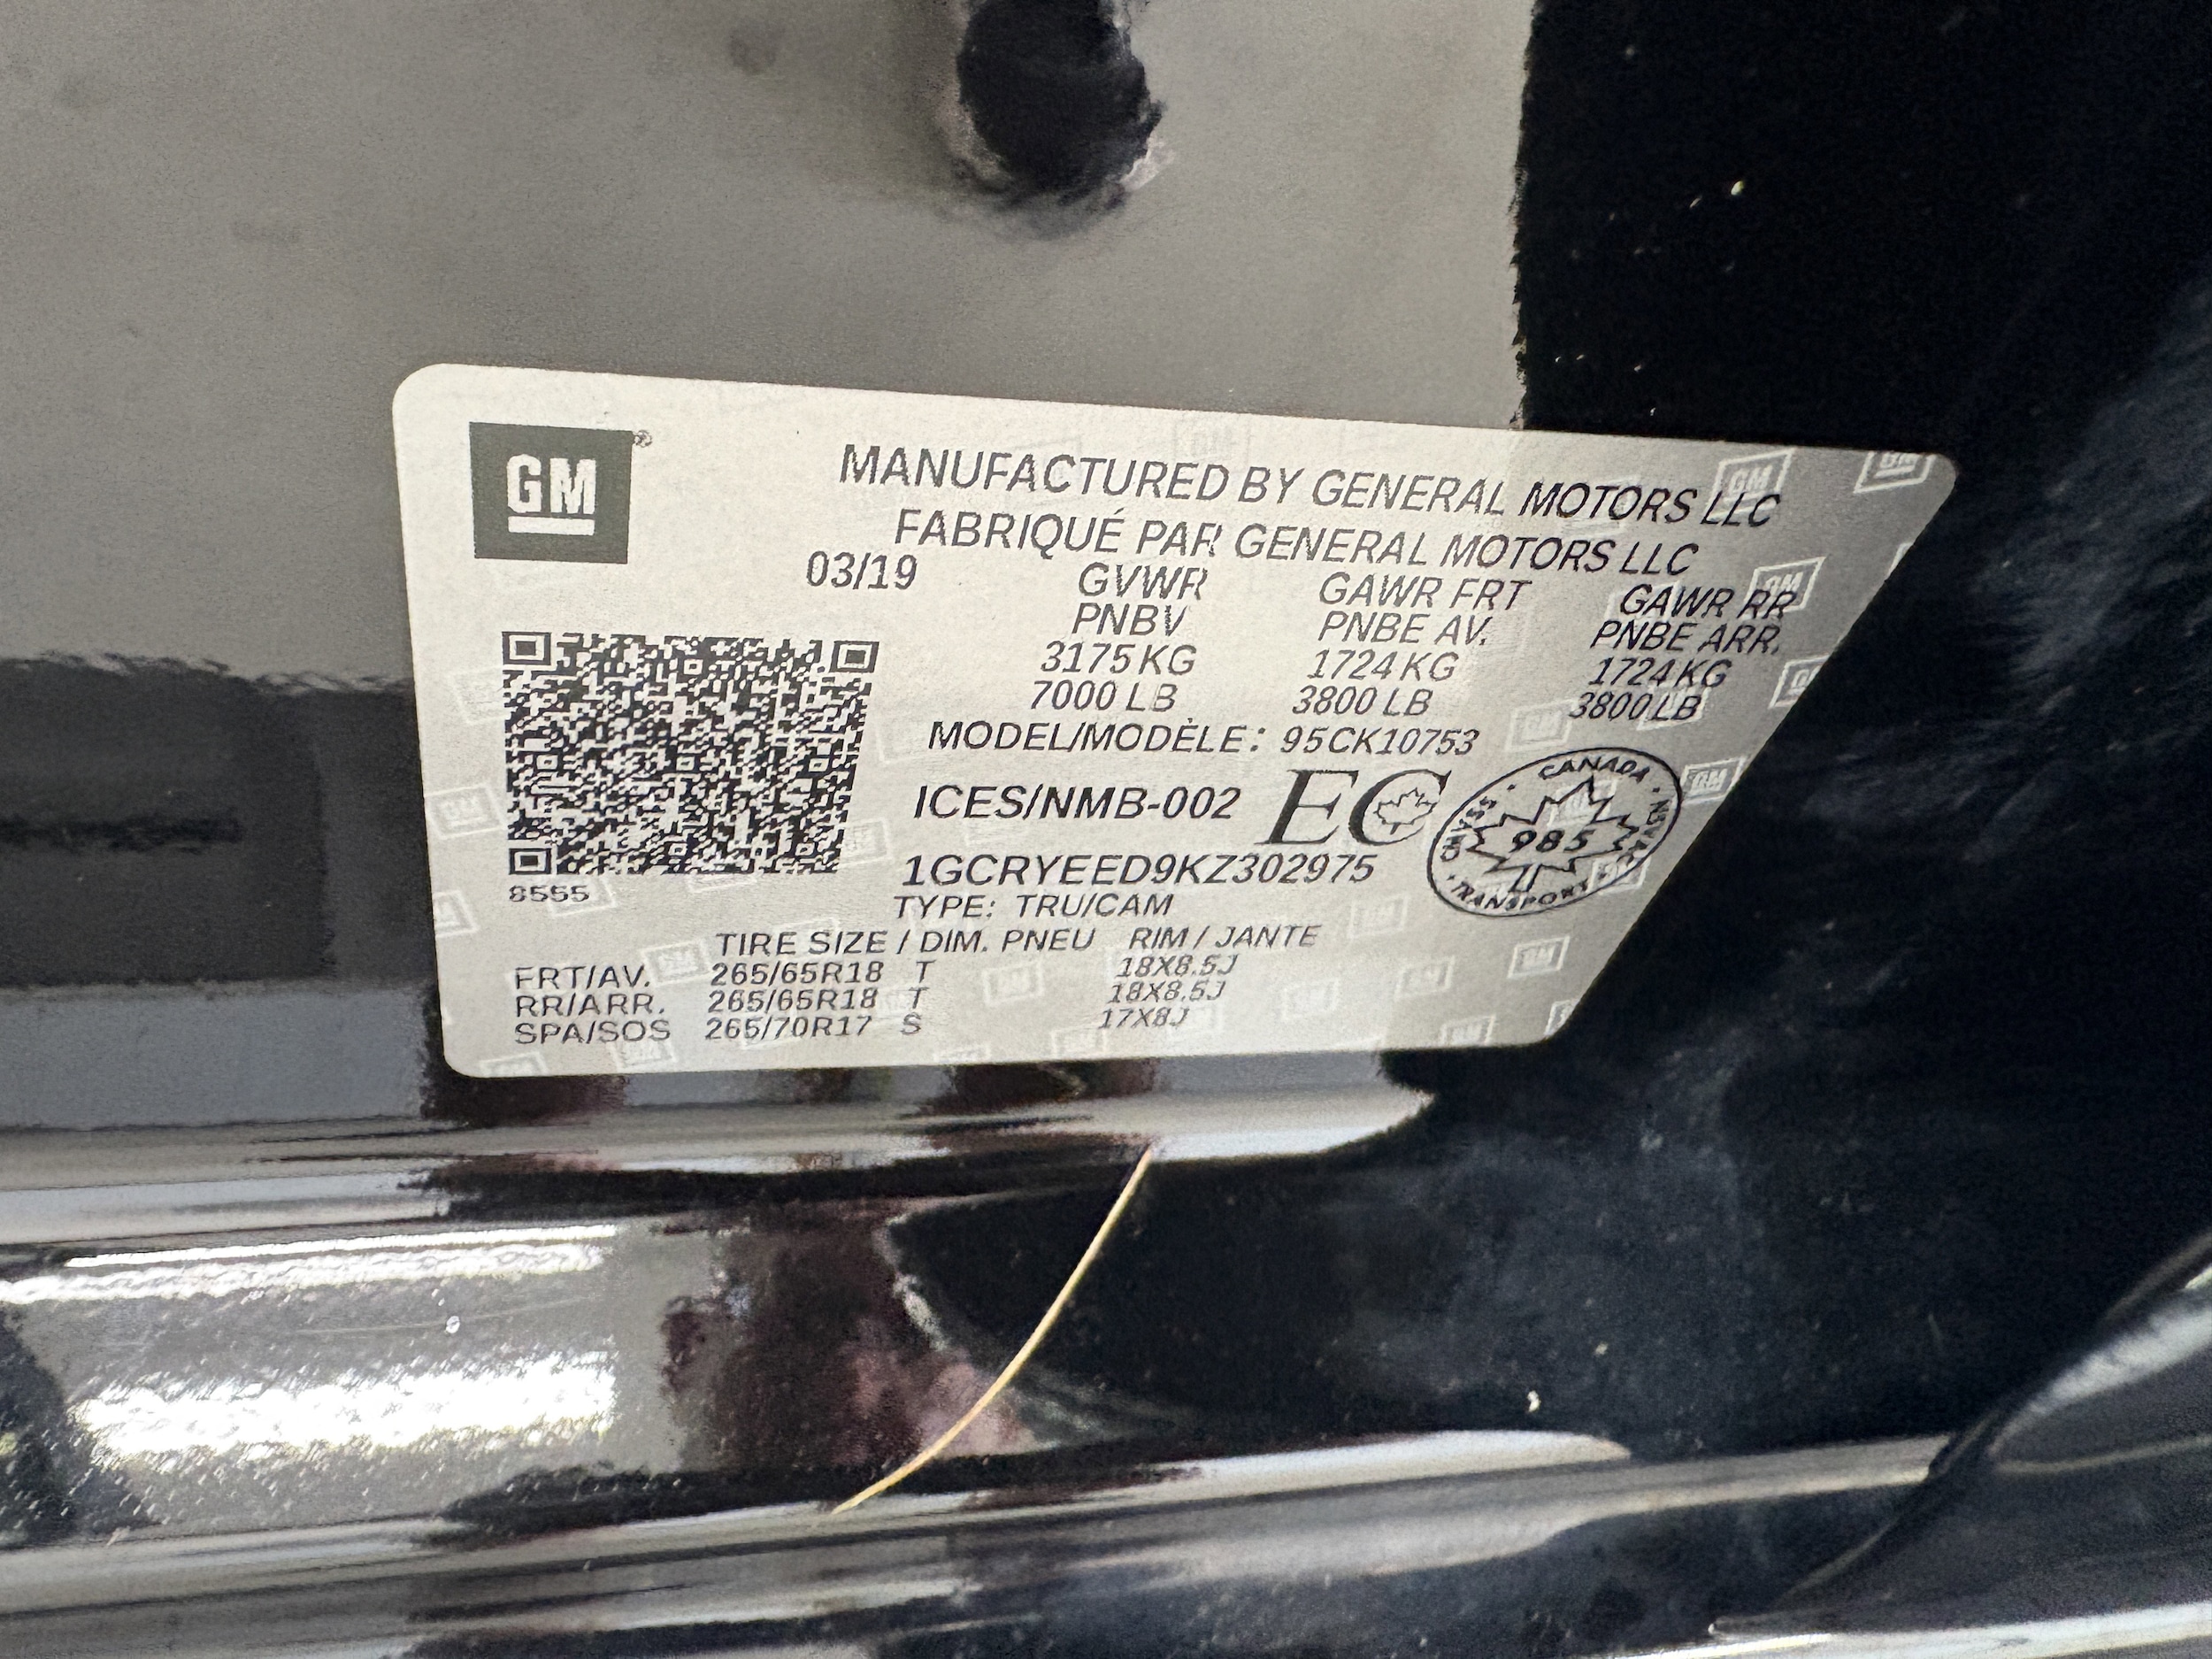 GM
MANUFACTURED BY GENERAL MOTORS LLC
FABRIQUÉ PAR GENERAL MOTORS LLC
03/19 GVWR GAWR FRT GAWR RR
PNBV PNBE AV. PNBE ARR.
3175 KG 1724 KG 1724 KG
7000 LB 3800 LB 3800 LB
MODEL/MODÈLE: 95CK10753
ICES/NMB-002 EC
CANADA
985
TRANSPORT
1GCRYEED9KZ302975
8555
TYPE: TRU/CAM
TIRE SIZE / DIM. PNEU RIM / JANTE
FRT/AV. 265/65R18 T 18X8.5J
RR/ARR. 265/65R18 T 18X8.5J
SPA/SOS 265/70R17 S 17X8J